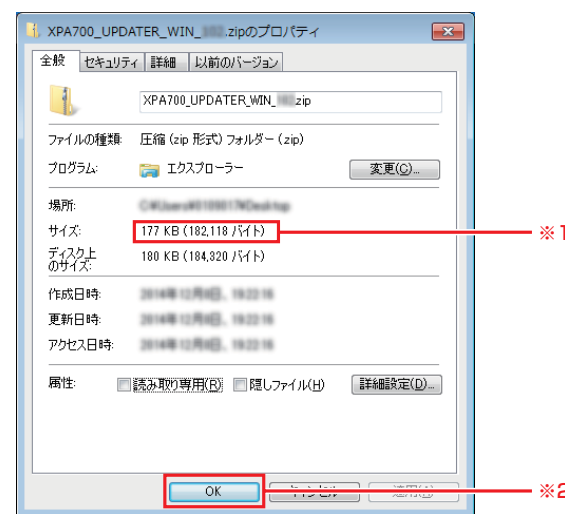 XPA700_UPDATER_WIN_ .zipのプロパティ
全般 セキュリティ 詳細 以前のバージョン
XPA700_UPDATER_WIN_ zip
ファイルの種類: 圧縮 (zip 形式) フォルダー (zip)
プログラム: エクスプローラー 変更(C)...
場所:
サイズ: 177 KB (182,118 バイト) ※1
ディスク上
のサイズ: 180 KB (184,320 バイト)
作成日時:
更新日時:
アクセス日時:
属性: 読み取り専用(R) 隠しファイル(H) 詳細設定(D)...
OK ※2